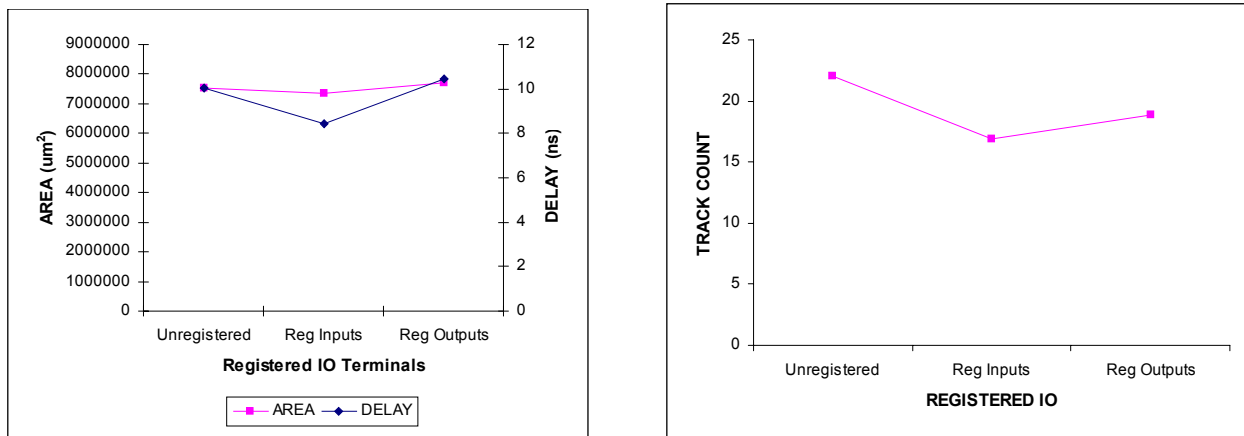 9000000
8000000
7000000
6000000
5000000
4000000
3000000
2000000
1000000
0
AREA (um²)
12
10
8
6
4
2
0
DELAY (ns)
Unregistered Reg Inputs Reg Outputs
Registered IO Terminals
AREA DELAY
25
20
15
10
5
0
TRACK COUNT
Unregistered Reg Inputs Reg Outputs
REGISTERED IO